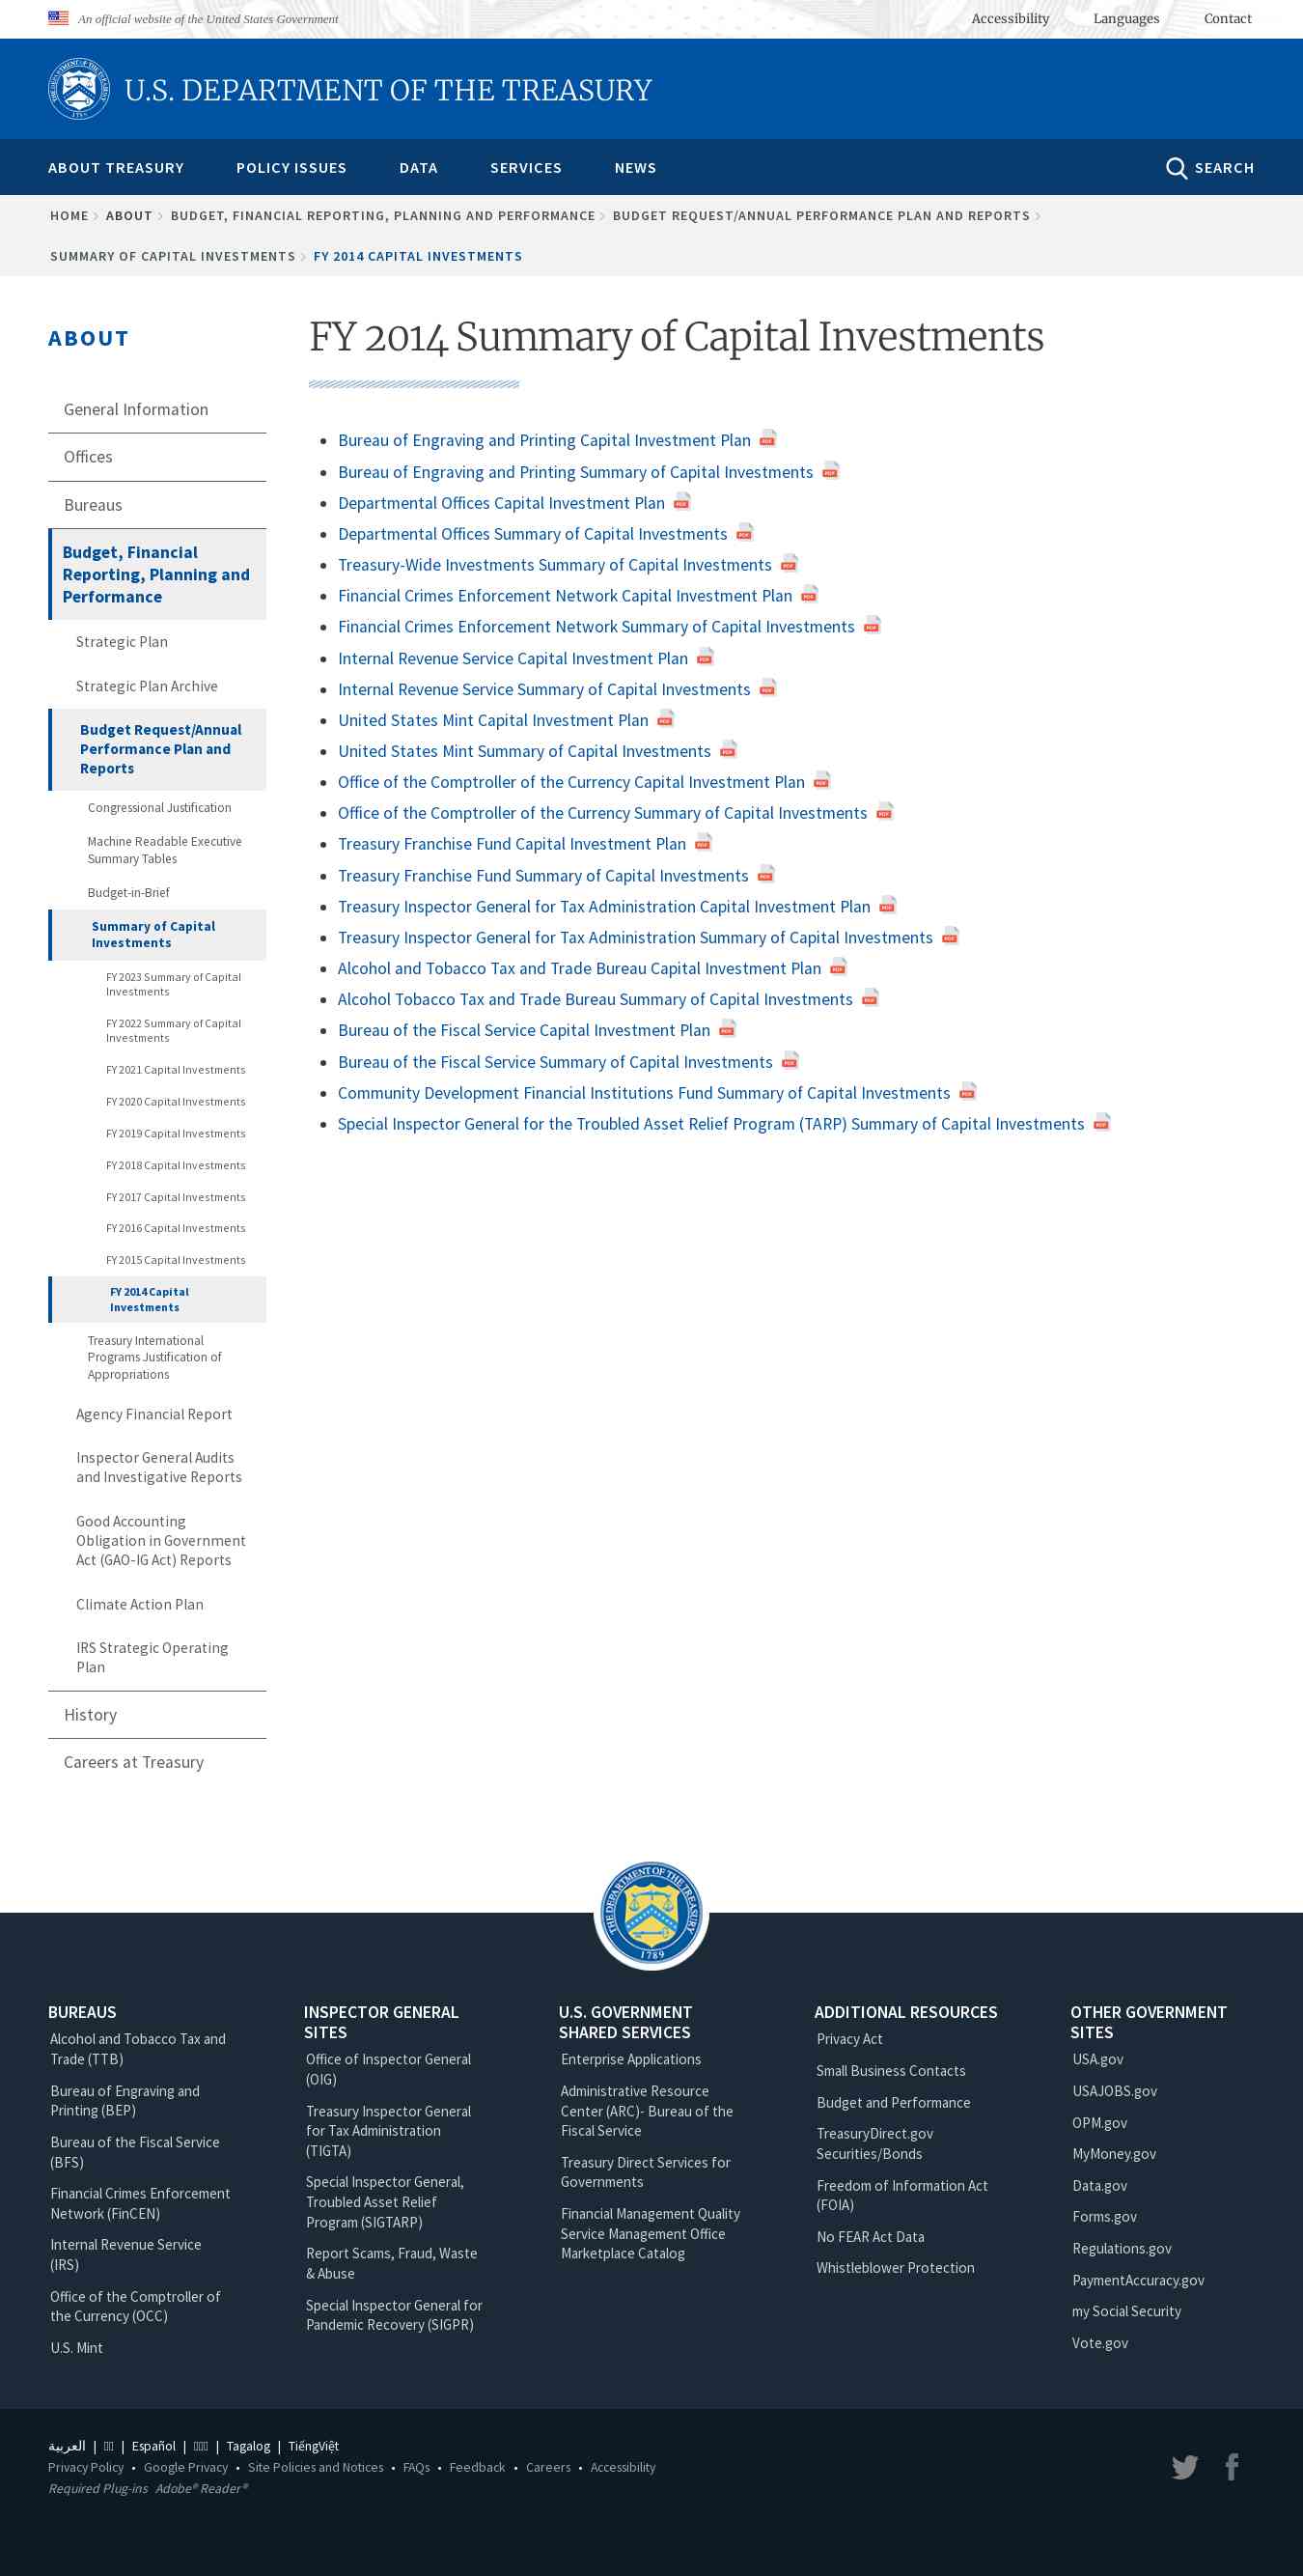 An official website of the United States Government
Accessibility
Languages
Contact
U.S. DEPARTMENT OF THE TREASURY
ABOUT TREASURY
POLICY ISSUES
DATA
SERVICES
NEWS
SEARCH
HOME
ABOUT
BUDGET, FINANCIAL REPORTING, PLANNING AND PERFORMANCE
BUDGET REQUEST/ANNUAL PERFORMANCE PLAN AND REPORTS
SUMMARY OF CAPITAL INVESTMENTS
FY 2014 CAPITAL INVESTMENTS
ABOUT
General Information
Offices
Bureaus
Budget, Financial
Reporting, Planning and
Performance
Strategic Plan
Strategic Plan Archive
Budget Request/Annual
Performance Plan and
Reports
Congressional Justification
Machine Readable Executive
Summary Tables
Budget-in-Brief
Summary of Capital
Investments
FY 2023 Summary of Capital
Investments
FY 2022 Summary of Capital
Investments
FY 2021 Capital Investments
FY 2020 Capital Investments
FY 2019 Capital Investments
FY 2018 Capital Investments
FY 2017 Capital Investments
FY 2016 Capital Investments
FY 2015 Capital Investments
FY 2014 Capital
Investments
Treasury International
Programs Justification of
Appropriations
Agency Financial Report
Inspector General Audits
and Investigative Reports
Good Accounting
Obligation in Government
Act (GAO-IG Act) Reports
Climate Action Plan
IRS Strategic Operating
Plan
History
Careers at Treasury
FY 2014 Summary of Capital Investments
Bureau of Engraving and Printing Capital Investment Plan
Bureau of Engraving and Printing Summary of Capital Investments
Departmental Offices Capital Investment Plan
Departmental Offices Summary of Capital Investments
Treasury-Wide Investments Summary of Capital Investments
Financial Crimes Enforcement Network Capital Investment Plan
Financial Crimes Enforcement Network Summary of Capital Investments
Internal Revenue Service Capital Investment Plan
Internal Revenue Service Summary of Capital Investments
United States Mint Capital Investment Plan
United States Mint Summary of Capital Investments
Office of the Comptroller of the Currency Capital Investment Plan
Office of the Comptroller of the Currency Summary of Capital Investments
Treasury Franchise Fund Capital Investment Plan
Treasury Franchise Fund Summary of Capital Investments
Treasury Inspector General for Tax Administration Capital Investment Plan
Treasury Inspector General for Tax Administration Summary of Capital Investments
Alcohol and Tobacco Tax and Trade Bureau Capital Investment Plan
Alcohol Tobacco Tax and Trade Bureau Summary of Capital Investments
Bureau of the Fiscal Service Capital Investment Plan
Bureau of the Fiscal Service Summary of Capital Investments
Community Development Financial Institutions Fund Summary of Capital Investments
Special Inspector General for the Troubled Asset Relief Program (TARP) Summary of Capital Investments
THE DEPARTMENT OF THE TREASURY
1789
BUREAUS
Alcohol and Tobacco Tax and
Trade (TTB)
Bureau of Engraving and
Printing (BEP)
Bureau of the Fiscal Service
(BFS)
Financial Crimes Enforcement
Network (FinCEN)
Internal Revenue Service
(IRS)
Office of the Comptroller of
the Currency (OCC)
U.S. Mint
INSPECTOR GENERAL
SITES
Office of Inspector General
(OIG)
Treasury Inspector General
for Tax Administration
(TIGTA)
Special Inspector General,
Troubled Asset Relief
Program (SIGTARP)
Report Scams, Fraud, Waste
& Abuse
Special Inspector General for
Pandemic Recovery (SIGPR)
U.S. GOVERNMENT
SHARED SERVICES
Enterprise Applications
Administrative Resource
Center (ARC)- Bureau of the
Fiscal Service
Treasury Direct Services for
Governments
Financial Management Quality
Service Management Office
Marketplace Catalog
ADDITIONAL RESOURCES
Privacy Act
Small Business Contacts
Budget and Performance
TreasuryDirect.gov
Securities/Bonds
Freedom of Information Act
(FOIA)
No FEAR Act Data
Whistleblower Protection
OTHER GOVERNMENT
SITES
USA.gov
USAJOBS.gov
OPM.gov
MyMoney.gov
Data.gov
Forms.gov
Regulations.gov
PaymentAccuracy.gov
my Social Security
Vote.gov
العربية | | Español | | Tagalog | TiếngViệt
Privacy Policy • Google Privacy • Site Policies and Notices • FAQs • Feedback • Careers • Accessibility
Required Plug-ins Adobe® Reader®